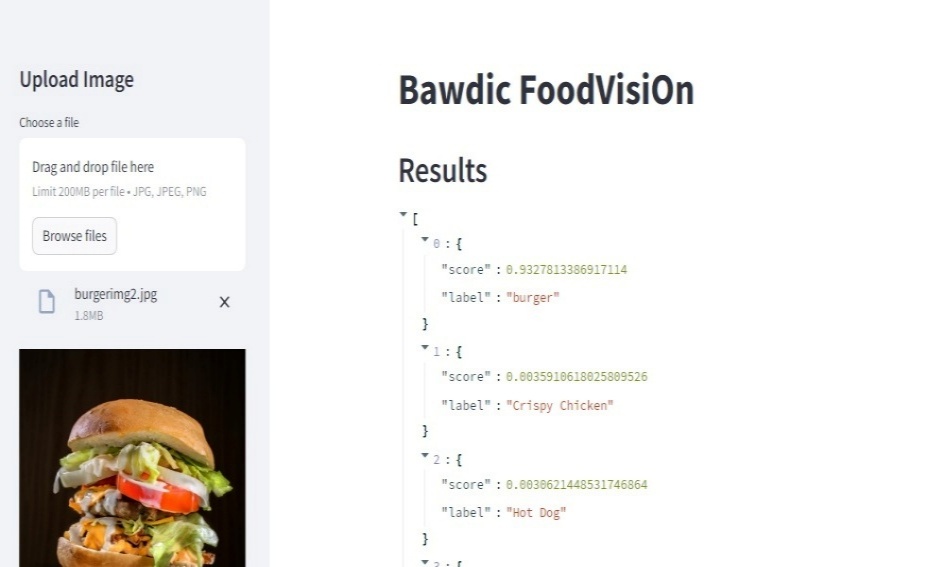 Upload Image
Choose a file
Drag and drop file here
Limit 200MB per file • JPG, JPEG, PNG
Browse files
burgerimg2.jpg
1.8MB
X
Bawdic FoodVisiOn
Results
[
0 : {
"score" : 0.9327813386917114
"label" : "burger"
}
1 : {
"score" : 0.0035910618025809526
"label" : "Crispy Chicken"
}
2 : {
"score" : 0.0030621448531746864
"label" : "Hot Dog"
}